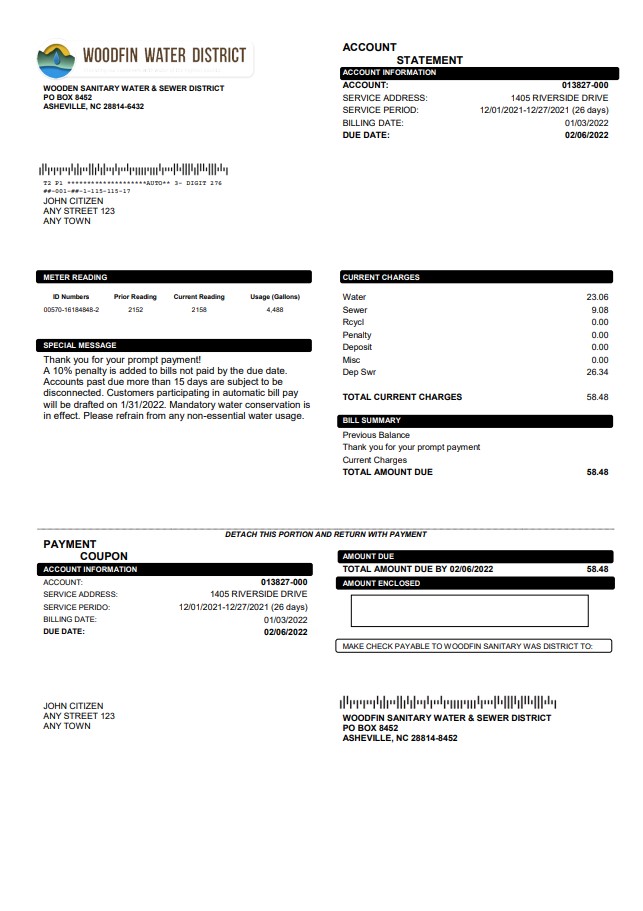 WOODFIN WATER DISTRICT
WOODEN SANITARY WATER & SEWER DISTRICT
PO BOX 8452
ASHEVILLE, NC 28814-6432
ACCOUNT
STATEMENT
ACCOUNT INFORMATION
ACCOUNT: 013827-000
SERVICE ADDRESS: 1405 RIVERSIDE DRIVE
SERVICE PERIOD: 12/01/2021-12/27/2021 (26 days)
BILLING DATE: 01/03/2022
DUE DATE: 02/06/2022
T2 P1 ********************AUTO** 3- DIGIT 276
##-001-##-1-115-115-17
JOHN CITIZEN
ANY STREET 123
ANY TOWN
METER READING
ID Numbers Prior Reading Current Reading Usage (Gallons)
00570-16184848-2 2152 2158 4,488
SPECIAL MESSAGE
Thank you for your prompt payment!
A 10% penalty is added to bills not paid by the due date.
Accounts past due more than 15 days are subject to be
disconnected. Customers participating in automatic bill pay
will be drafted on 1/31/2022. Mandatory water conservation is
in effect. Please refrain from any non-essential water usage.
CURRENT CHARGES
Water 23.06
Sewer 9.08
Rcycl 0.00
Penalty 0.00
Deposit 0.00
Misc 0.00
Dep Swr 26.34
TOTAL CURRENT CHARGES 58.48
BILL SUMMARY
Previous Balance
Thank you for your prompt payment
Current Charges
TOTAL AMOUNT DUE 58.48
DETACH THIS PORTION AND RETURN WITH PAYMENT
PAYMENT
COUPON
ACCOUNT INFORMATION
ACCOUNT: 013827-000
SERVICE ADDRESS: 1405 RIVERSIDE DRIVE
SERVICE PERIDO: 12/01/2021-12/27/2021 (26 days)
BILLING DATE: 01/03/2022
DUE DATE: 02/06/2022
AMOUNT DUE
TOTAL AMOUNT DUE BY 02/06/2022 58.48
AMOUNT ENCLOSED
MAKE CHECK PAYABLE TO WOODFIN SANITARY WAS DISTRICT TO:
JOHN CITIZEN
ANY STREET 123
ANY TOWN
WOODFIN SANITARY WATER & SEWER DISTRICT
PO BOX 8452
ASHEVILLE, NC 28814-8452